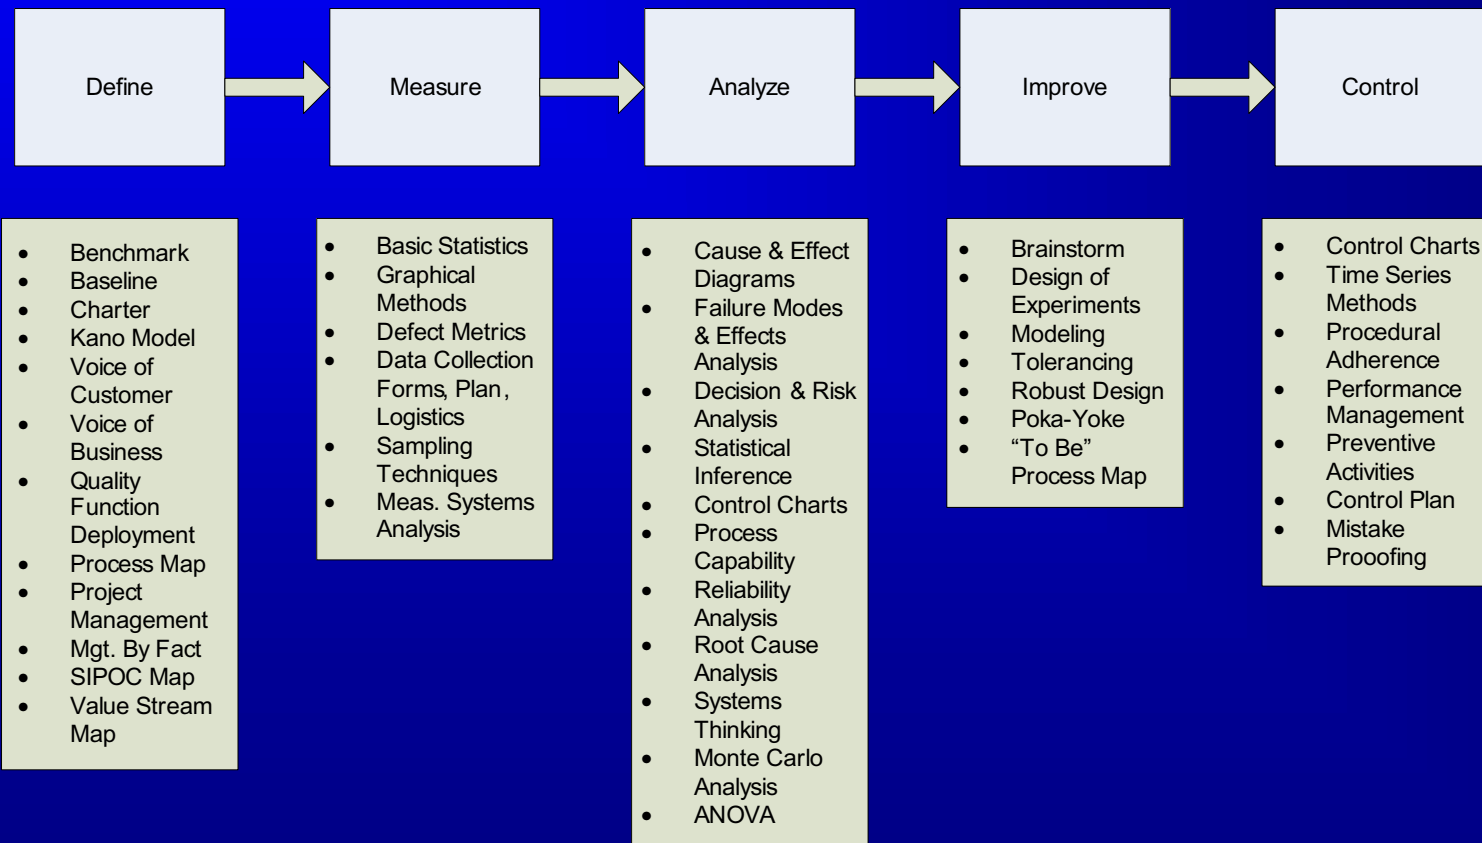 Define
Measure
Analyze
Improve
Control
• Benchmark
• Baseline
• Charter
• Kano Model
• Voice of
Customer
• Voice of
Business
• Quality
Function
Deployment
• Process Map
• Project
Management
• Mgt. By Fact
• SIPOC Map
• Value Stream
Map
• Basic Statistics
• Graphical
Methods
• Defect Metrics
• Data Collection
Forms, Plan,
Logistics
• Sampling
Techniques
• Meas. Systems
Analysis
• Cause & Effect
Diagrams
• Failure Modes
& Effects
Analysis
• Decision & Risk
Analysis
• Statistical
Inference
• Control Charts
• Process
Capability
• Reliability
Analysis
• Root Cause
Analysis
• Systems
Thinking
• Monte Carlo
Analysis
• ANOVA
• Brainstorm
• Design of
Experiments
• Modeling
• Tolerancing
• Robust Design
• Poka-Yoke
• “To Be”
Process Map
• Control Charts
• Time Series
Methods
• Procedural
Adherence
• Performance
Management
• Preventive
Activities
• Control Plan
• Mistake
Prooofing